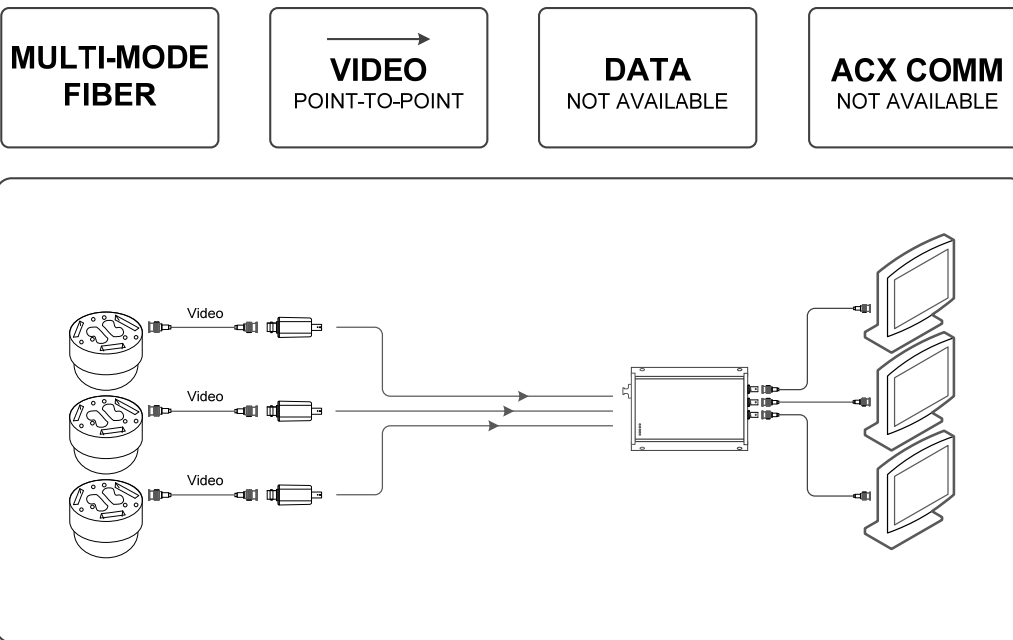 MULTI-MODE
FIBER
VIDEO
POINT-TO-POINT
DATA
NOT AVAILABLE
ACX COMM
NOT AVAILABLE
Video
Video
Video